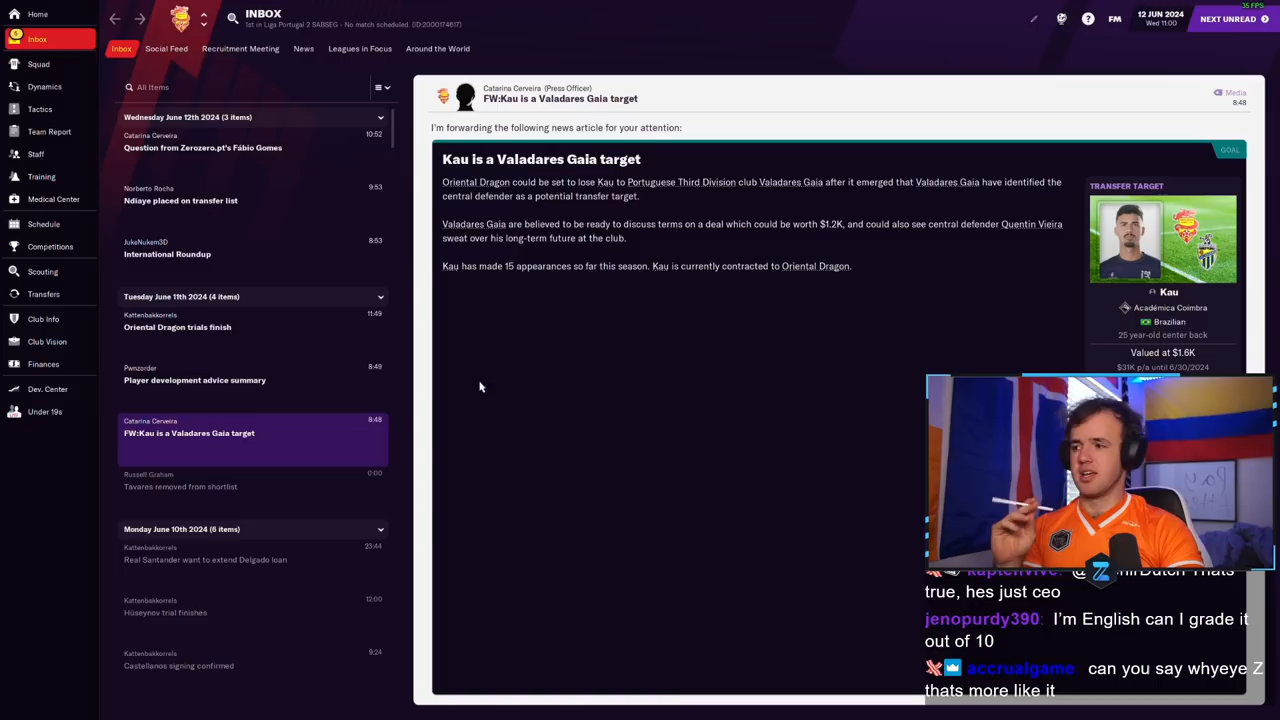 35 FPS
Home
INBOX
1st in Liga Portugal 2 SABSEG - No match scheduled. (ID:2000174617)
FM
12 JUN 2024
Wed 11:00
NEXT UNREAD
5
Inbox
Inbox
Social Feed
Recruitment Meeting
News
Leagues in Focus
Around the World
Squad
Dynamics
Tactics
Team Report
Staff
Training
Medical Center
Schedule
Competitions
Scouting
Transfers
Club Info
Club Vision
Finances
Dev. Center
Under 19s
All Items
Wednesday June 12th 2024 (3 items)
Catarina Cerveira 10:52
Question from Zerozero.pt's Fábio Gomes
Norberto Rocha 9:53
Ndiaye placed on transfer list
JukeNukem3D 8:53
International Roundup
Tuesday June 11th 2024 (4 items)
Kattenbakkorrels 11:49
Oriental Dragon trials finish
Pwnzorder 8:49
Player development advice summary
Catarina Cerveira 8:48
FW:Kau is a Valadares Gaia target
Russell Graham 0:00
Tavares removed from shortlist
Monday June 10th 2024 (6 items)
Kattenbakkorrels 23:44
Real Santander want to extend Delgado loan
Kattenbakkorrels 12:00
Hüseynov trial finishes
Kattenbakkorrels 9:24
Castellanos signing confirmed
Catarina Cerveira (Press Officer)
FW:Kau is a Valadares Gaia target
Media
8:48
I'm forwarding the following news article for your attention:
Kau is a Valadares Gaia target
GOAL
Oriental Dragon could be set to lose Kau to Portuguese Third Division club Valadares Gaia after it emerged that Valadares Gaia have identified the
central defender as a potential transfer target.
Valadares Gaia are believed to be ready to discuss terms on a deal which could be worth $1.2K, and could also see central defender Quentin Vieira
sweat over his long-term future at the club.
Kau has made 15 appearances so far this season. Kau is currently contracted to Oriental Dragon.
TRANSFER TARGET
Kau
Académica Coimbra
Brazilian
25 year-old center back
Valued at $1.6K
$31K p/a until 6/30/2024
true, hes just ceo
jenopurdy390: I'm English can I grade it
out of 10
accrualgame can you say whyeye Z
thats more like it